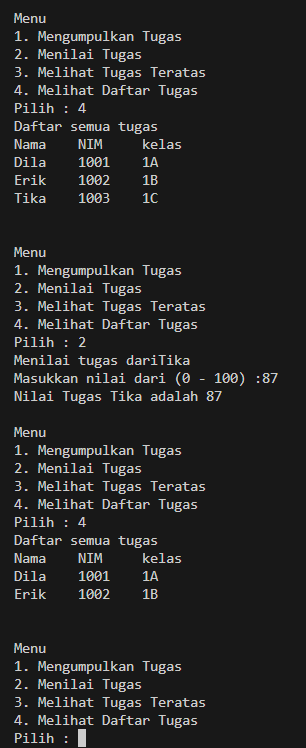 Menu
1. Mengumpulkan Tugas
2. Menilai Tugas
3. Melihat Tugas Teratas
4. Melihat Daftar Tugas
Pilih : 4
Daftar semua tugas
Nama    NIM     kelas
Dila    1001    1A
Erik    1002    1B
Tika    1003    1C
Menu
1. Mengumpulkan Tugas
2. Menilai Tugas
3. Melihat Tugas Teratas
4. Melihat Daftar Tugas
Pilih : 2
Menilai tugas dariTika
Masukkan nilai dari (0 - 100) :87
Nilai Tugas Tika adalah 87
Menu
1. Mengumpulkan Tugas
2. Menilai Tugas
3. Melihat Tugas Teratas
4. Melihat Daftar Tugas
Pilih : 4
Daftar semua tugas
Nama    NIM     kelas
Dila    1001    1A
Erik    1002    1B
Menu
1. Mengumpulkan Tugas
2. Menilai Tugas
3. Melihat Tugas Teratas
4. Melihat Daftar Tugas
Pilih :